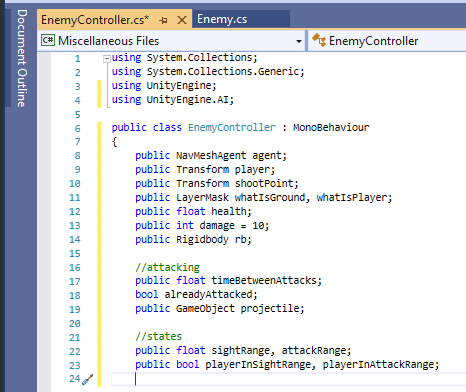 EnemyController.cs*
Enemy.cs
Document Outline
C# Miscellaneous Files
EnemyController
1 using System.Collections;
2 using System.Collections.Generic;
3 using UnityEngine;
4 using UnityEngine.AI;
5
6 public class EnemyController : MonoBehaviour
7 {
8 public NavMeshAgent agent;
9 public Transform player;
10 public Transform shootPoint;
11 public LayerMask whatIsGround, whatIsPlayer;
12 public float health;
13 public int damage = 10;
14 public Rigidbody rb;
15
16 //attacking
17 public float timeBetweenAttacks;
18 bool alreadyAttacked;
19 public GameObject projectile;
20
21 //states
22 public float sightRange, attackRange;
23 public bool playerInSightRange, playerInAttackRange;
24